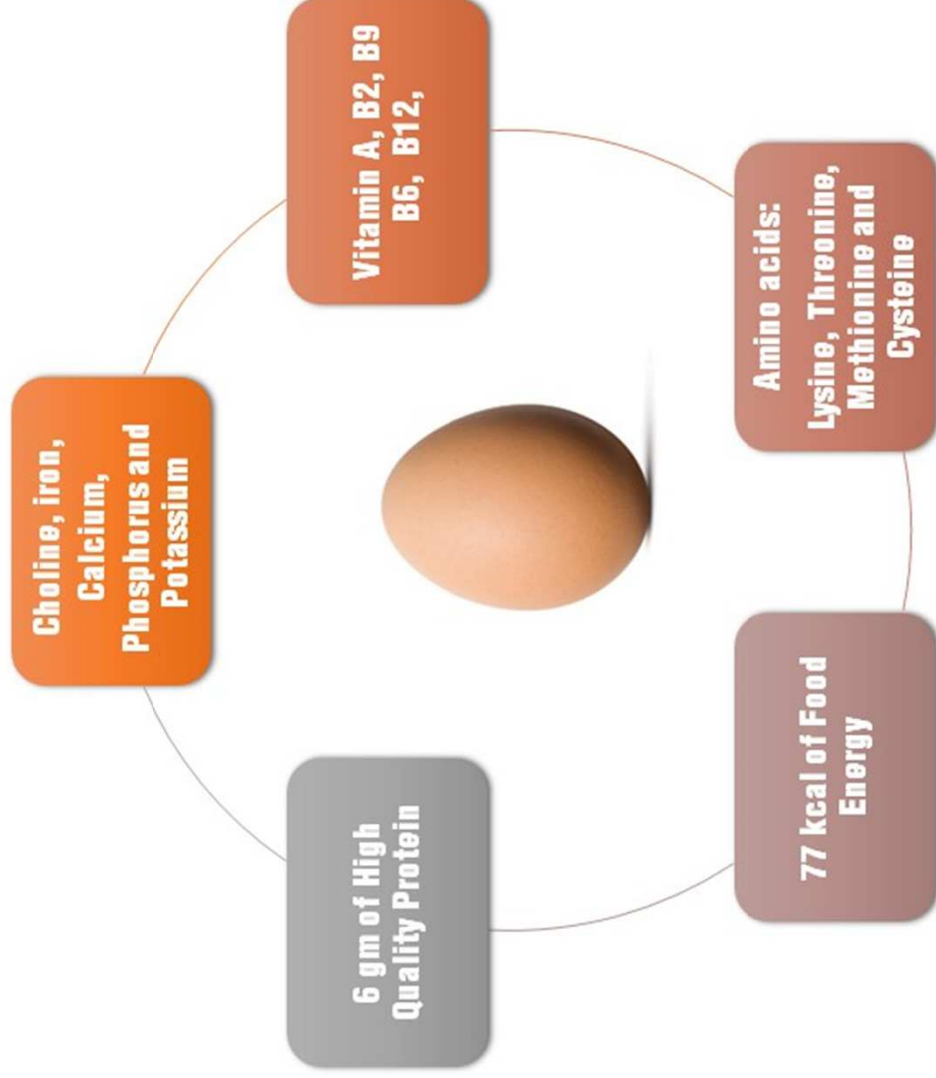 Choline, iron,
Calcium,
Phosphorus and
Potassium
Vitamin A, B2, B9
B6, B12,
Amino acids:
Lysine, Threonine,
Methionine and
Cysteine
77 kcal of Food
Energy
6 gm of High
Quality Protein